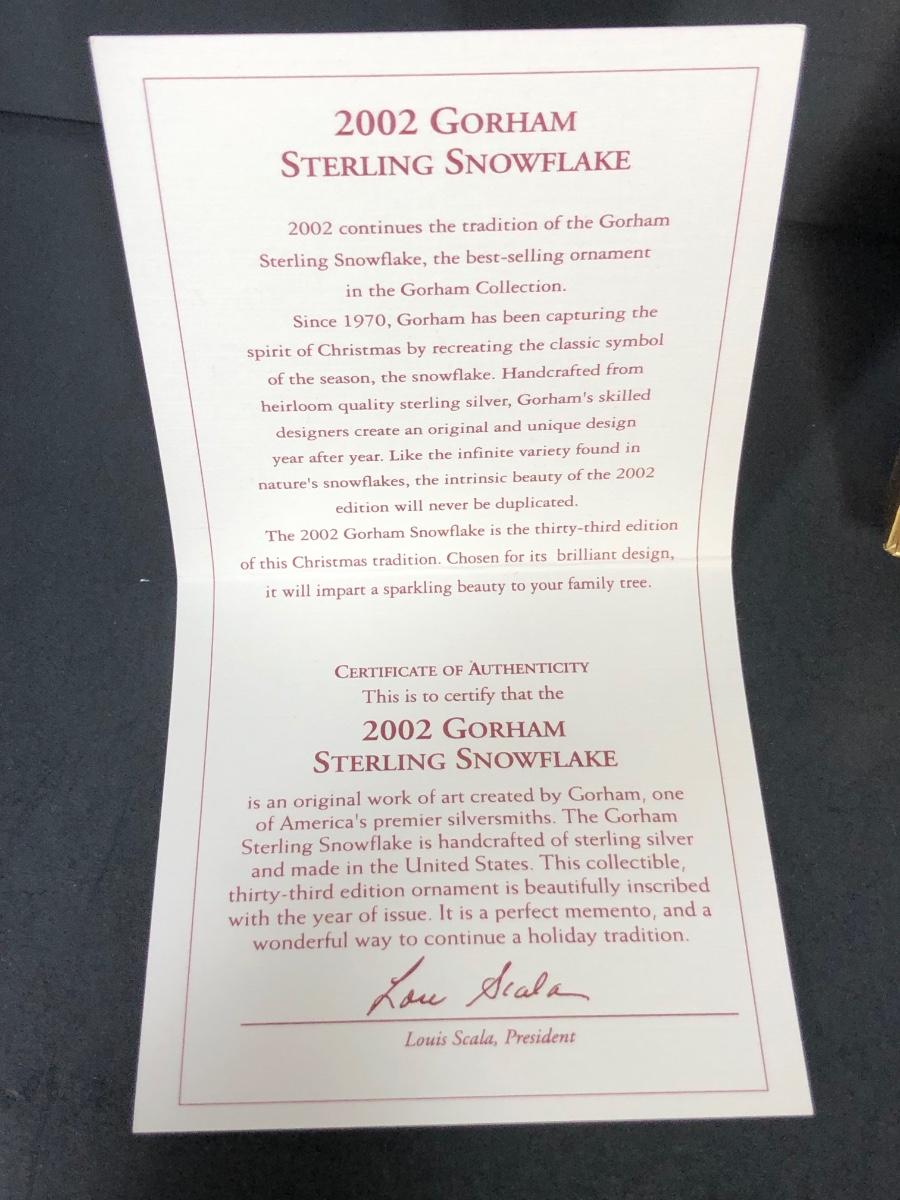 2002 GORHAM
STERLING SNOWFLAKE
2002 continues the tradition of the Gorham
Sterling Snowflake, the best-selling ornament
in the Gorham Collection.
Since 1970, Gorham has been capturing the
spirit of Christmas by recreating the classic symbol
of the season, the snowflake. Handcrafted from
heirloom quality sterling silver, Gorham's skilled
designers create an original and unique design
year after year. Like the infinite variety found in
nature's snowflakes, the intrinsic beauty of the 2002
edition will never be duplicated.
The 2002 Gorham Snowflake is the thirty-third edition
of this Christmas tradition. Chosen for its brilliant design,
it will impart a sparkling beauty to your family tree.
CERTIFICATE OF AUTHENTICITY
This is to certify that the
2002 GORHAM
STERLING SNOWFLAKE
is an original work of art created by Gorham, one
of America's premier silversmiths. The Gorham
Sterling Snowflake is handcrafted of sterling silver
and made in the United States. This collectible,
thirty-third edition ornament is beautifully inscribed
with the year of issue. It is a perfect memento, and a
wonderful way to continue a holiday tradition.
Lou Scala
Louis Scala, President